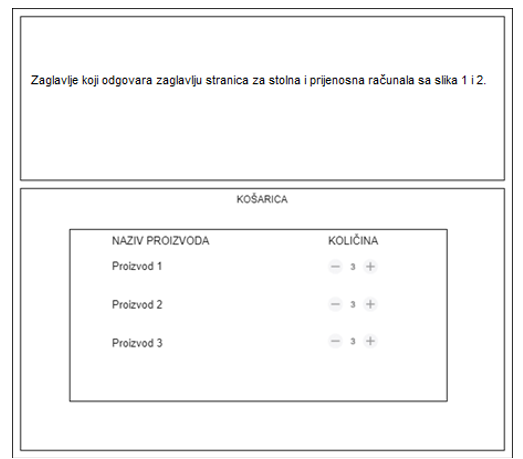 Zaglavlje koji odgovara zaglavlju stranica za stolna i prijenosna računala sa slika 1 i 2.
KOŠARICA
NAZIV PROIZVODA KOLIČINA
Proizvod 1 − 3 +
Proizvod 2 − 3 +
Proizvod 3 − 3 +